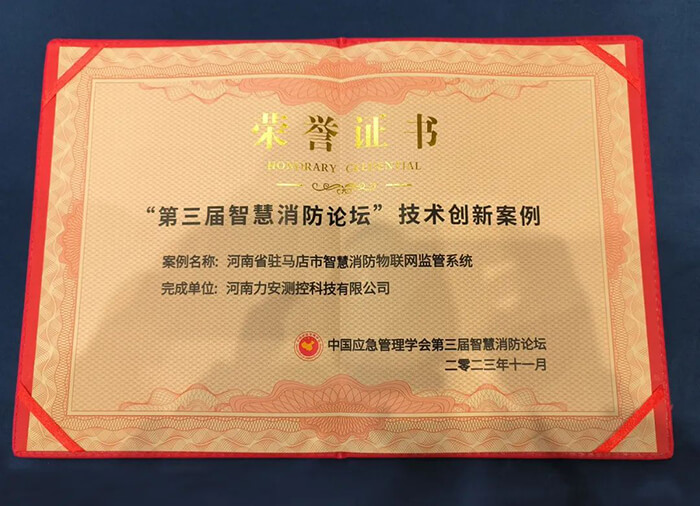 荣誉证书
HONORARY CREDENTIAL
“第三届智慧消防论坛”技术创新案例
案例名称：河南省驻马店市智慧消防物联网监管系统
完成单位：河南力安测控科技有限公司
中国应急管理学会第三届智慧消防论坛
二零二三年十一月